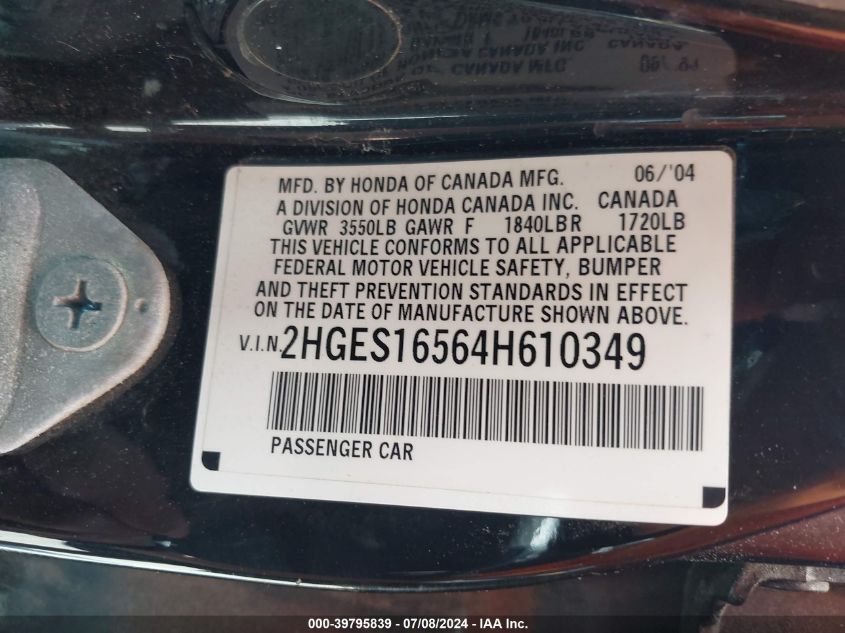 MFD. BY HONDA OF CANADA MFG. 06/'04
A DIVISION OF HONDA CANADA INC. CANADA
GVWR 3550LB GAWR F 1840LBR 1720LB
THIS VEHICLE CONFORMS TO ALL APPLICABLE
FEDERAL MOTOR VEHICLE SAFETY, BUMPER
AND THEFT PREVENTION STANDARDS IN EFFECT
ON THE DATE OF MANUFACTURE SHOWN ABOVE.
V.I.N.2HGES16564H610349
PASSENGER CAR
000-39795839 - 07/08/2024 - IAA Inc.